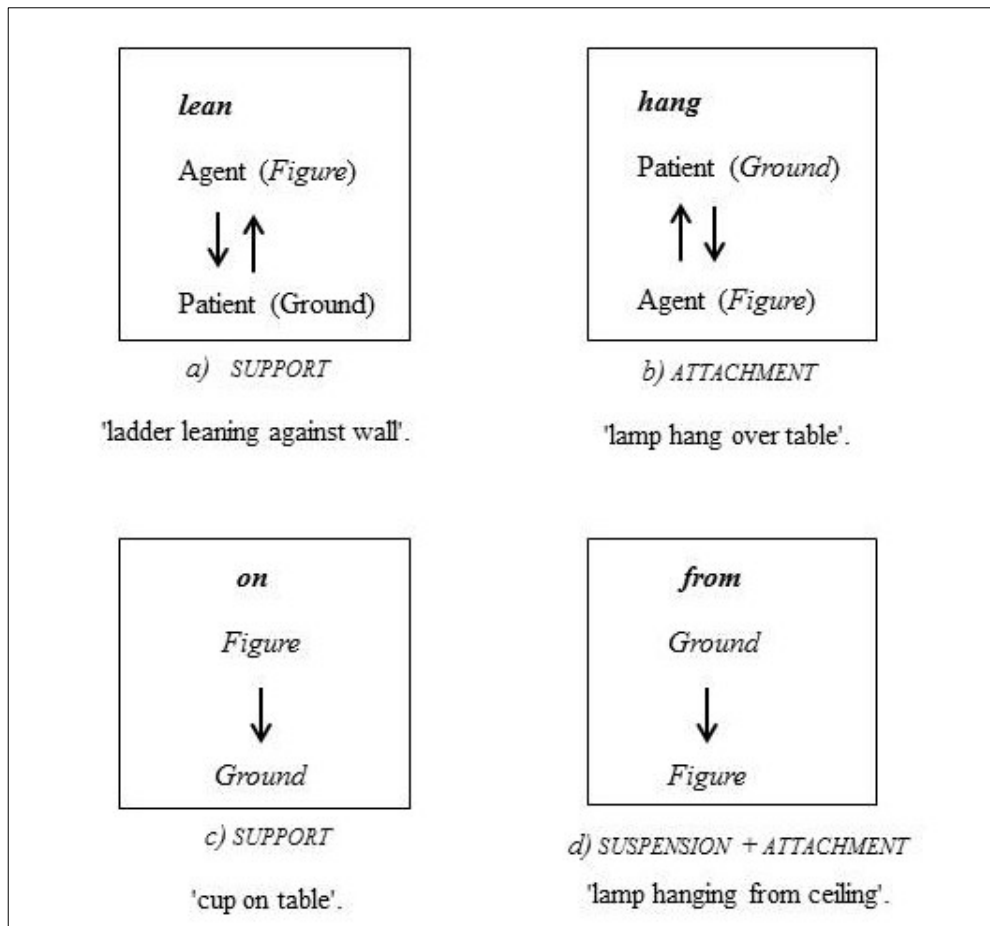 lean
Agent (Figure)
Patient (Ground)
a) SUPPORT
'ladder leaning against wall'.
hang
Patient (Ground)
Agent (Figure)
b) ATTACHMENT
'lamp hang over table'.
on
Figure
Ground
c) SUPPORT
'cup on table'.
from
Ground
Figure
d) SUSPENSION + ATTACHMENT
'lamp hanging from ceiling'.